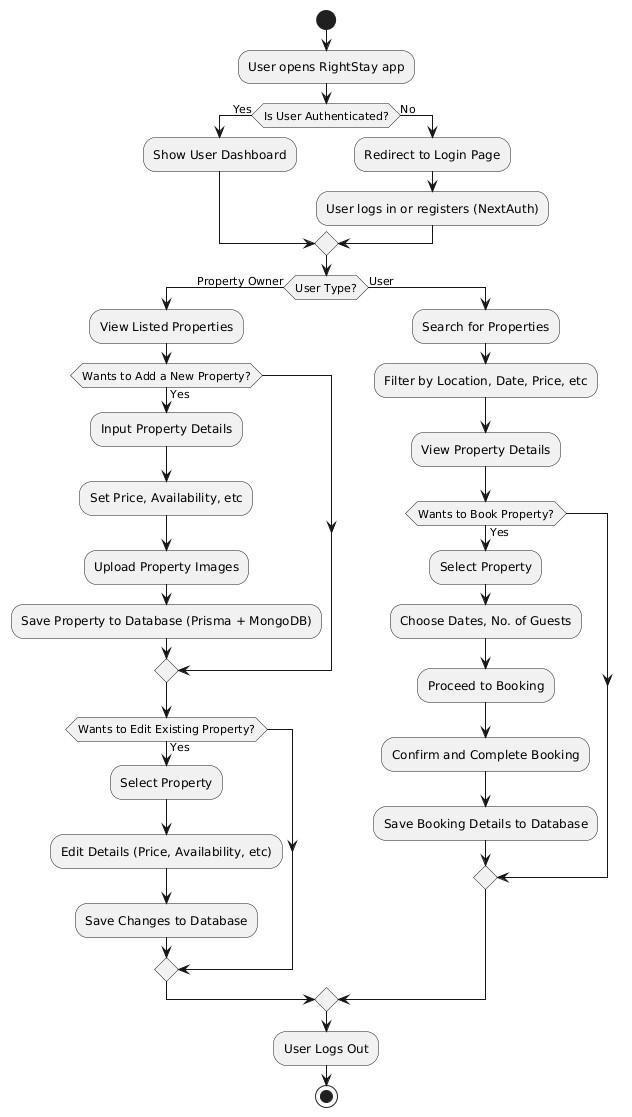 User opens RightStay app
Yes
Is User Authenticated?
No
Show User Dashboard
Redirect to Login Page
User logs in or registers (NextAuth)
Property Owner
User Type?
User
View Listed Properties
Wants to Add a New Property?
Yes
Input Property Details
Set Price, Availability, etc
Upload Property Images
Save Property to Database (Prisma + MongoDB)
Wants to Edit Existing Property?
Yes
Select Property
Edit Details (Price, Availability, etc)
Save Changes to Database
Search for Properties
Filter by Location, Date, Price, etc
View Property Details
Wants to Book Property?
Yes
Select Property
Choose Dates, No. of Guests
Proceed to Booking
Confirm and Complete Booking
Save Booking Details to Database
User Logs Out